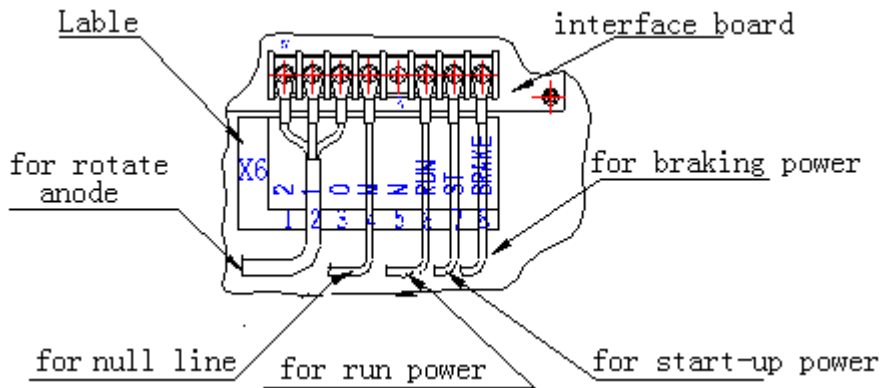 Lable
interface board
for rotate
anode
X6
2
1
0
N
N
RUN
ST
BRAKE
1
2
3
4
5
6
7
8
for braking power
for null line
for run power
for start-up power